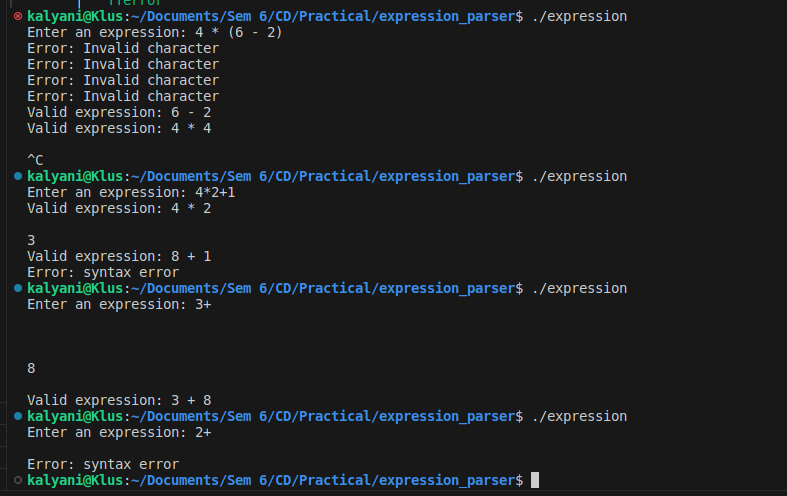 kalyani@Klus:~/Documents/Sem 6/CD/Practical/expression_parser$ ./expression
Enter an expression: 4 * (6 - 2)
Error: Invalid character
Error: Invalid character
Error: Invalid character
Error: Invalid character
Valid expression: 6 - 2
Valid expression: 4 * 4
^C
kalyani@Klus:~/Documents/Sem 6/CD/Practical/expression_parser$ ./expression
Enter an expression: 4*2+1
Valid expression: 4 * 2
3
Valid expression: 8 + 1
Error: syntax error
kalyani@Klus:~/Documents/Sem 6/CD/Practical/expression_parser$ ./expression
Enter an expression: 3+
8
Valid expression: 3 + 8
kalyani@Klus:~/Documents/Sem 6/CD/Practical/expression_parser$ ./expression
Enter an expression: 2+
Error: syntax error
kalyani@Klus:~/Documents/Sem 6/CD/Practical/expression_parser$